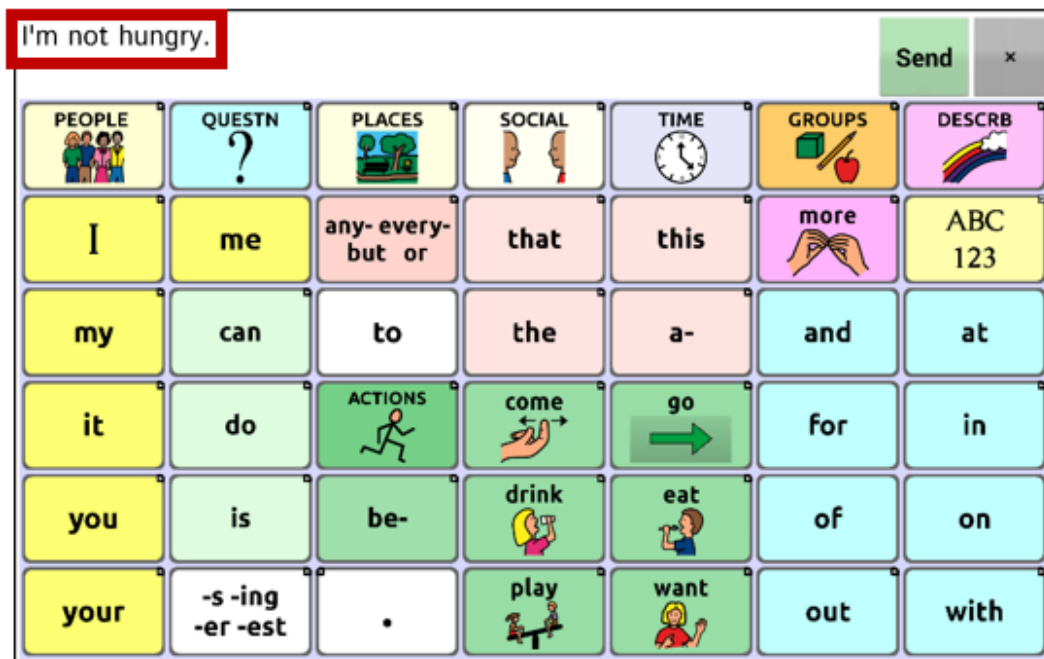 I'm not hungry.
Send ×
PEOPLE QUESTN PLACES SOCIAL TIME GROUPS DESCRB
?
I me any- every- that this more ABC
but or 123
my can to the a- and at
it do ACTIONS come go for in
you is be- drink eat of on
your -s -ing . play want out with
-er -est